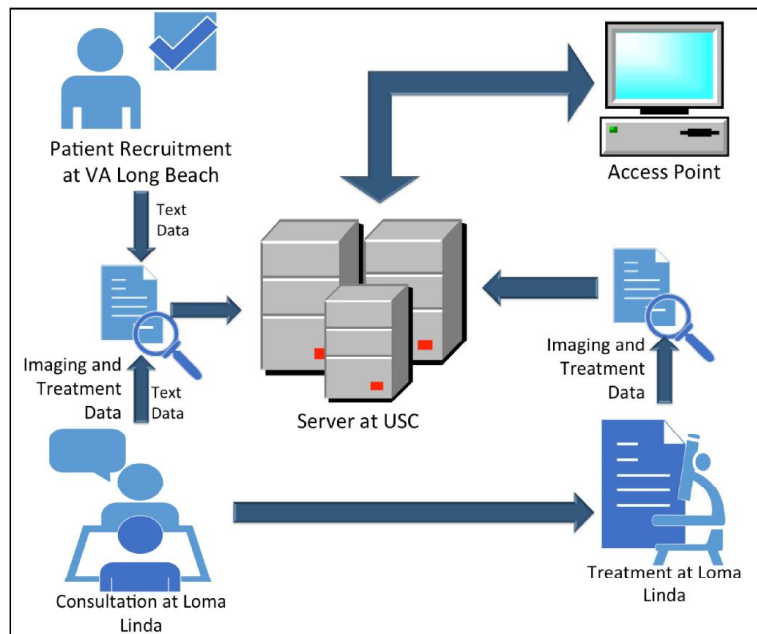 Patient Recruitment
at VA Long Beach
Access Point
Text
Data
Imaging and
Treatment
Data
Text
Data
Server at USC
Imaging and
Treatment
Data
Consultation at Loma
Linda
Treatment at Loma
Linda